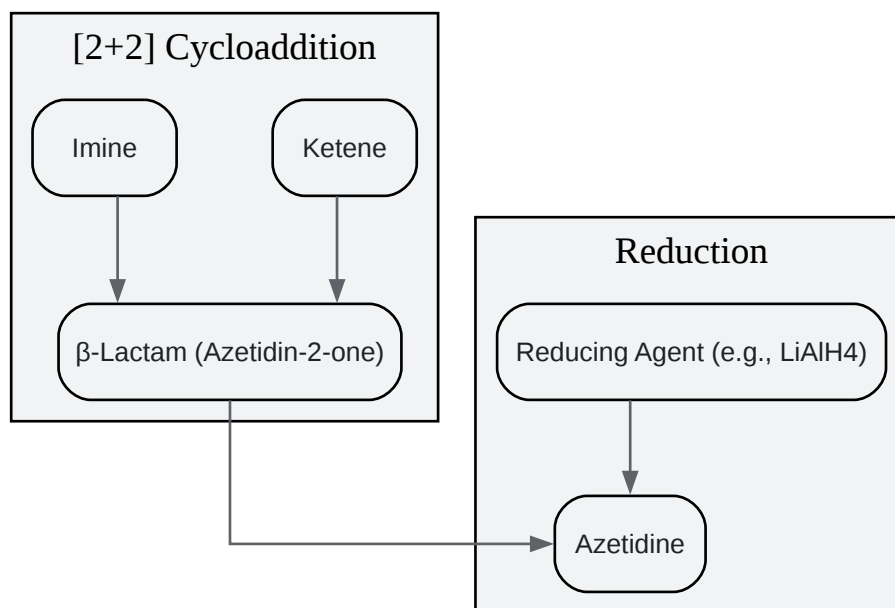 [2+2] Cycloaddition
Imine
Ketene
β-Lactam (Azetidin-2-one)
Reduction
Reducing Agent (e.g., LiAlH4)
Azetidine